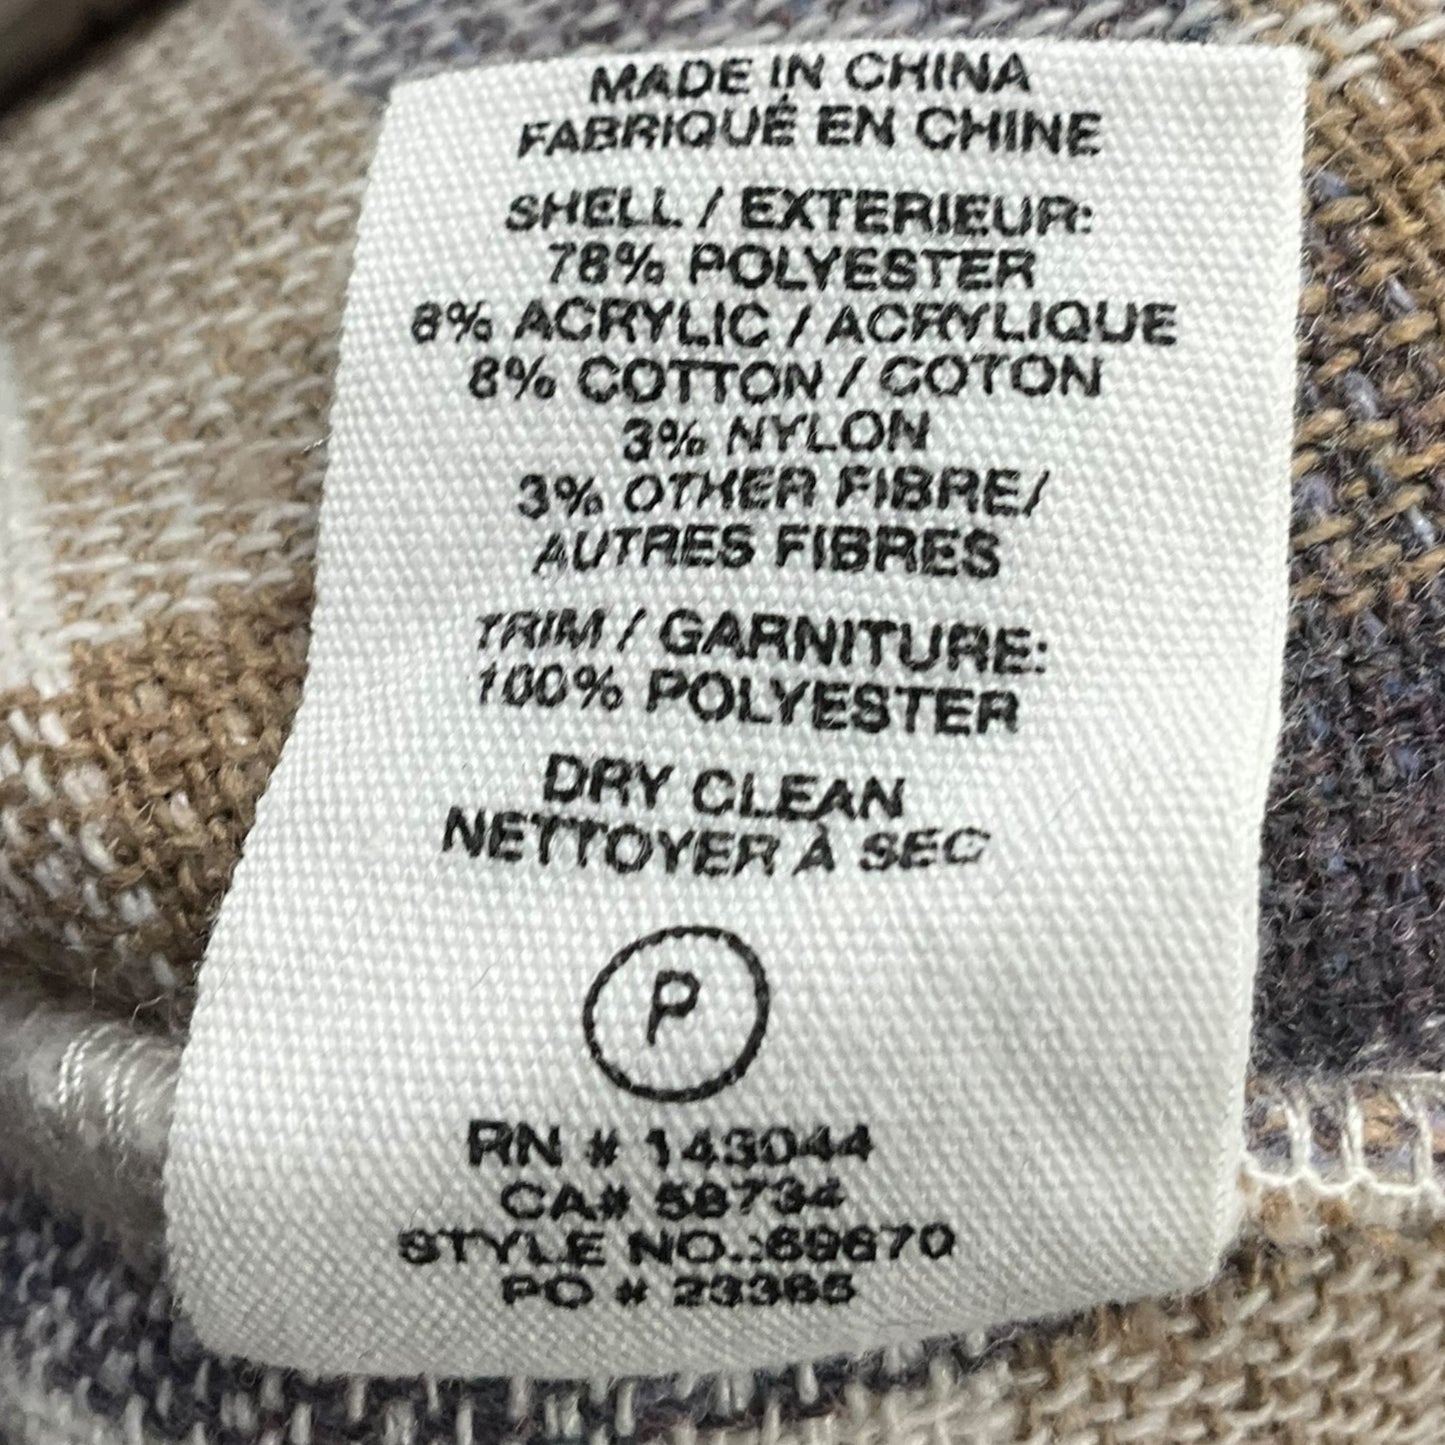 MADE IN CHINA
FABRIQUÉ EN CHINE
SHELL / EXTERIEUR:
78% POLYESTER
8% ACRYLIC / ACRYLIQUE
8% COTTON / COTON
3% NYLON
3% OTHER FIBRE/
AUTRES FIBRES
TRIM / GARNITURE:
100% POLYESTER
DRY CLEAN
NETTOYER À SEC
P
RN # 143044
CA# 58734
STYLE NO.:
PO #